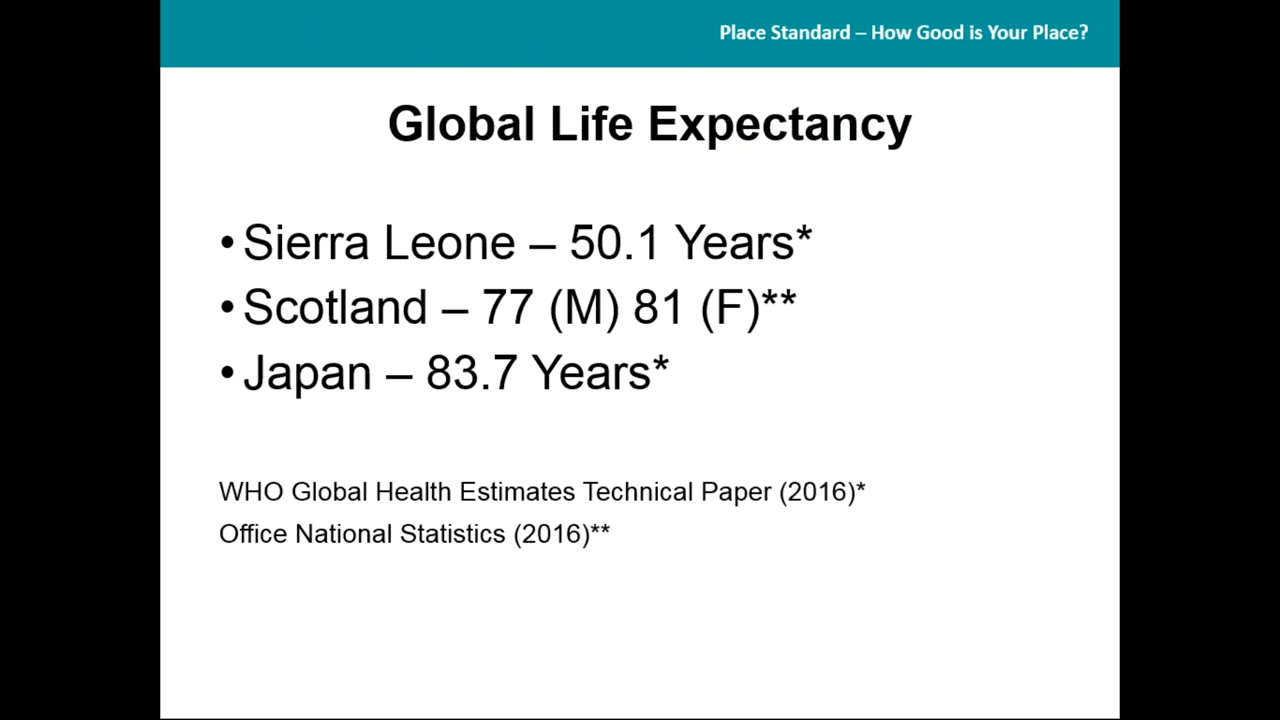 Place Standard – How Good is Your Place?
Global Life Expectancy
• Sierra Leone – 50.1 Years*
• Scotland – 77 (M) 81 (F)**
• Japan – 83.7 Years*
WHO Global Health Estimates Technical Paper (2016)*
Office National Statistics (2016)**